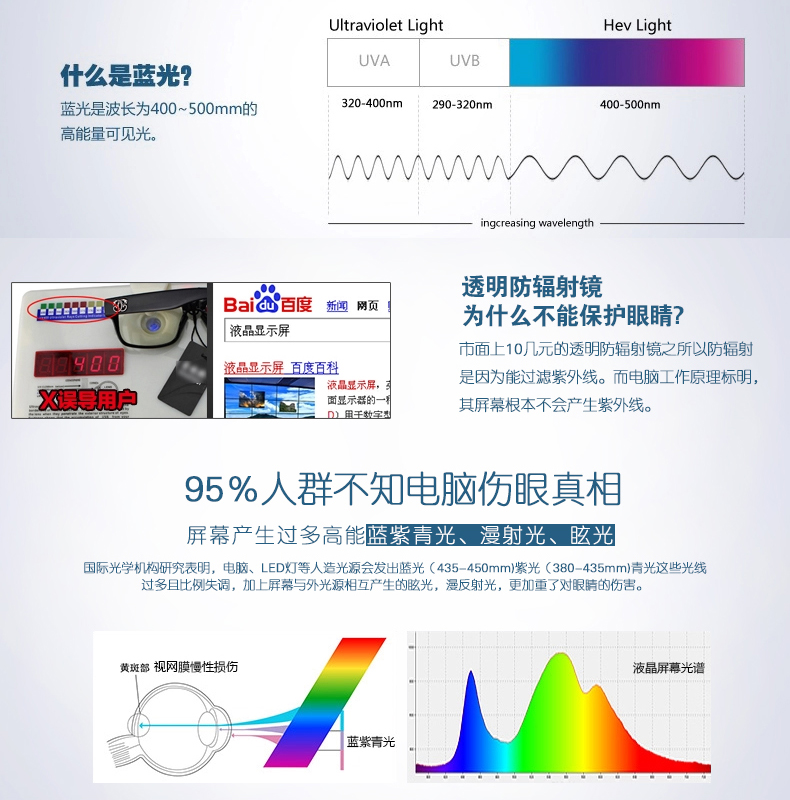 Ultraviolet Light
Hev Light
什么是蓝光?
UVA
UVB
蓝光是波长为400~500mm的
高能量可见光。
320-400nm
290-320nm
400-500nm
ingcreasing wavelength
透明防辐射镜
为什么不能保护眼睛?
市面上10几元的透明防辐射镜之所以防辐射
是因为能过滤紫外线。而电脑工作原理标明，
其屏幕根本不会产生紫外线。
400
X误导用户
Bai du 百度
新闻 网页
液晶显示屏
液晶显示屏_百度百科
液晶显示屏,
面显示器的一种
D）用于数字型
95%人群不知电脑伤眼真相
屏幕产生过多高能蓝紫青光、漫射光、眩光
国际光学机构研究表明，电脑、LED灯等人造光源会发出蓝光（435-450mm)紫光（380-435mm)青光这些光线
过多且比例失调，加上屏幕与外光源相互产生的眩光，漫反射光，更加重了对眼睛的伤害。
黄斑部 视网膜慢性损伤
蓝紫青光
液晶屏幕光谱